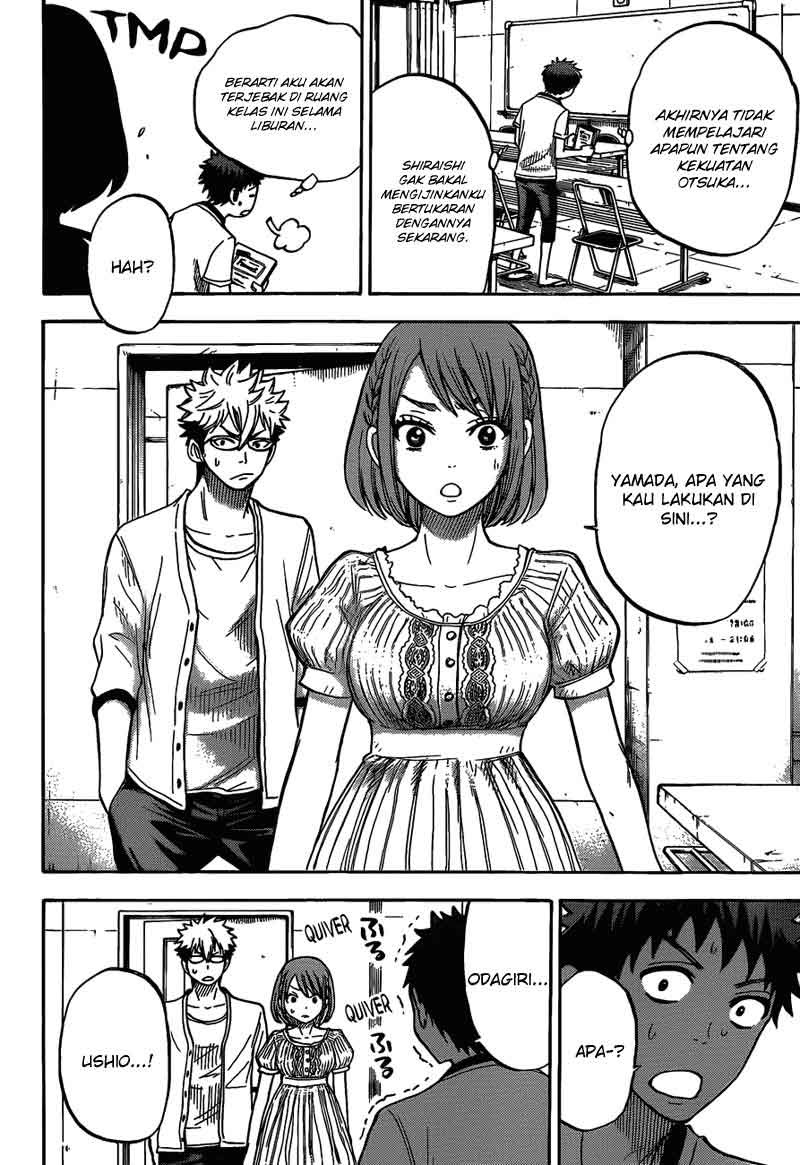 AKHIRNYA TIDAK
MEMPELAJARI
APAPUN TENTANG
KEKUATAN
OTSUKA...
SHIRAISHI
GAK BAKAL
MENGIJINKANKU
BERTUKARAN
DENGANNYA
SEKARANG.
BERARTI AKU AKAN
TERJEBAK DI RUANG
KELAS INI SELAMA
LIBURAN...
TMP
HAH?
YAMADA, APA YANG
KAU LAKUKAN DI
SINI...?
APA-?
ODAGIRI...
QUIVER
ふる
QUIVER
ふる
USHIO...!